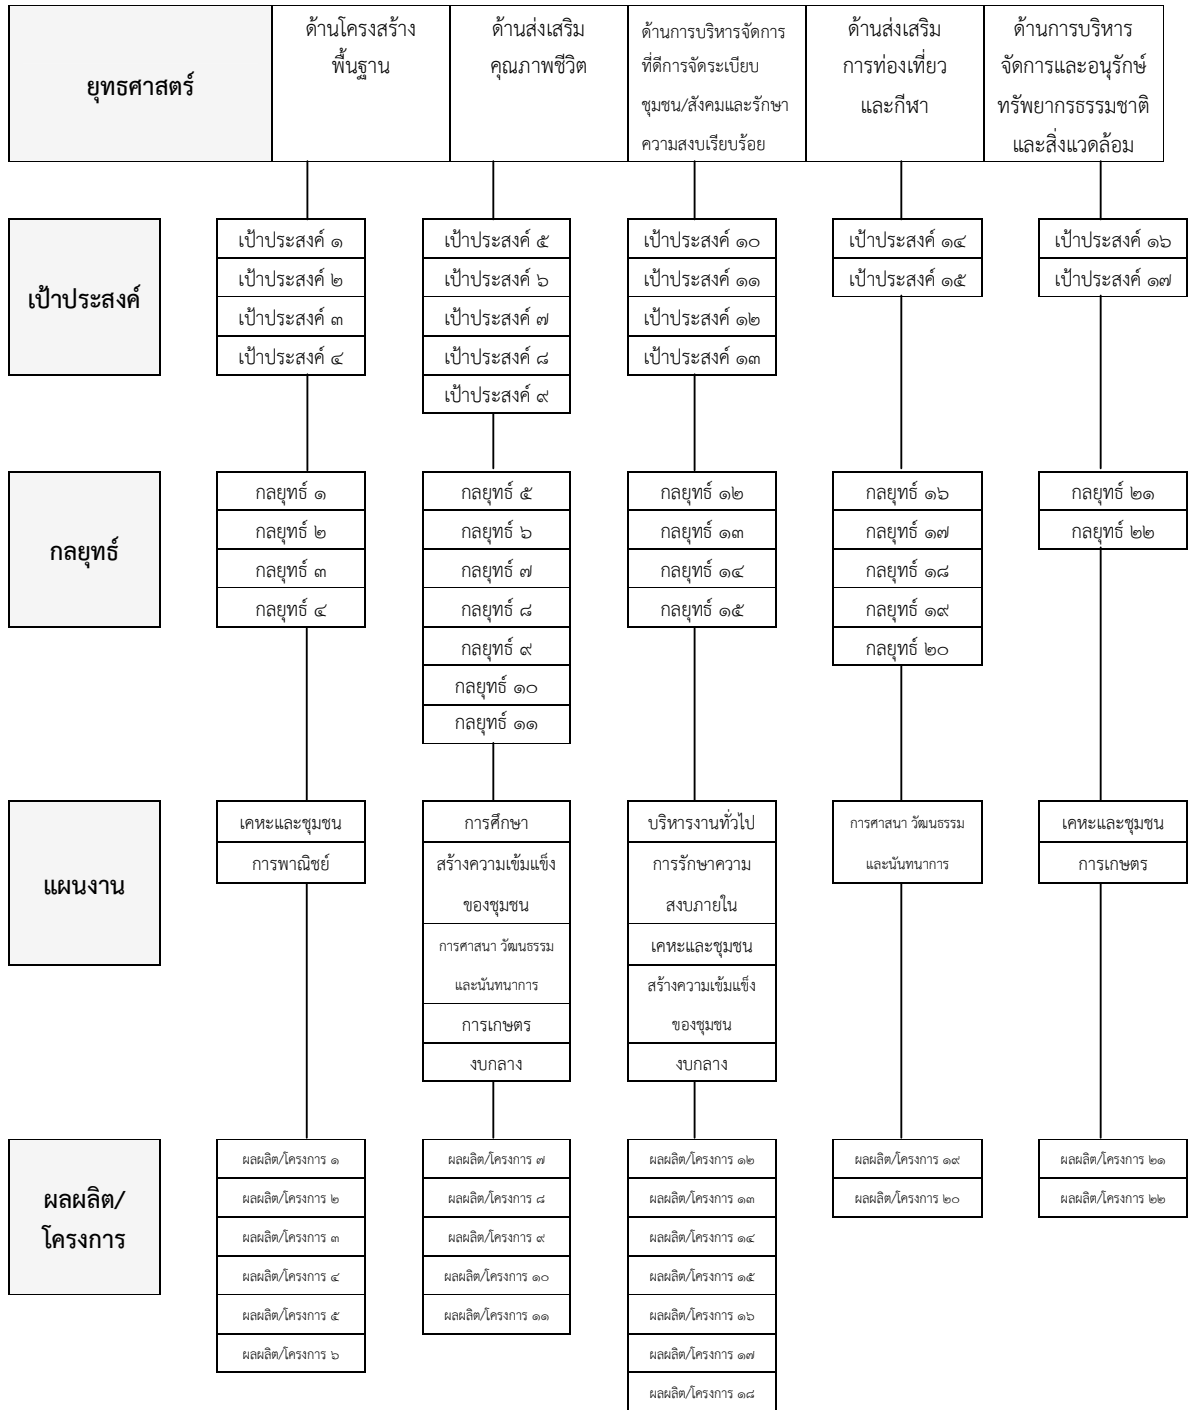 ยุทธศาสตร์
ด้านโครงสร้าง
พื้นฐาน
ด้านส่งเสริม
คุณภาพชีวิต
ด้านการบริหารจัดการ
ที่ดีการจัดระเบียบ
ชุมชน/สังคมและรักษา
ความสงบเรียบร้อย
ด้านส่งเสริม
การท่องเที่ยว
และกีฬา
ด้านการบริหาร
จัดการและอนุรักษ์
ทรัพยากรธรรมชาติ
และสิ่งแวดล้อม
เป้าประสงค์
เป้าประสงค์ ๑
เป้าประสงค์ ๒
เป้าประสงค์ ๓
เป้าประสงค์ ๔
เป้าประสงค์ ๕
เป้าประสงค์ ๖
เป้าประสงค์ ๗
เป้าประสงค์ ๘
เป้าประสงค์ ๙
เป้าประสงค์ ๑๐
เป้าประสงค์ ๑๑
เป้าประสงค์ ๑๒
เป้าประสงค์ ๑๓
เป้าประสงค์ ๑๔
เป้าประสงค์ ๑๕
เป้าประสงค์ ๑๖
เป้าประสงค์ ๑๗
กลยุทธ์
กลยุทธ์ ๑
กลยุทธ์ ๒
กลยุทธ์ ๓
กลยุทธ์ ๔
กลยุทธ์ ๕
กลยุทธ์ ๖
กลยุทธ์ ๗
กลยุทธ์ ๘
กลยุทธ์ ๙
กลยุทธ์ ๑๐
กลยุทธ์ ๑๑
กลยุทธ์ ๑๒
กลยุทธ์ ๑๓
กลยุทธ์ ๑๔
กลยุทธ์ ๑๕
กลยุทธ์ ๑๖
กลยุทธ์ ๑๗
กลยุทธ์ ๑๘
กลยุทธ์ ๑๙
กลยุทธ์ ๒๐
กลยุทธ์ ๒๑
กลยุทธ์ ๒๒
แผนงาน
เคหะและชุมชน
การพาณิชย์
การศึกษา
สร้างความเข้มแข็ง
ของชุมชน
การศาสนา วัฒนธรรม
และนันทนาการ
การเกษตร
งบกลาง
บริหารงานทั่วไป
การรักษาความ
สงบภายใน
เคหะและชุมชน
สร้างความเข้มแข็ง
ของชุมชน
งบกลาง
การศาสนา วัฒนธรรม
และนันทนาการ
เคหะและชุมชน
การเกษตร
ผลผลิต/
โครงการ
ผลผลิต/โครงการ ๑
ผลผลิต/โครงการ ๒
ผลผลิต/โครงการ ๓
ผลผลิต/โครงการ ๔
ผลผลิต/โครงการ ๕
ผลผลิต/โครงการ ๖
ผลผลิต/โครงการ ๗
ผลผลิต/โครงการ ๘
ผลผลิต/โครงการ ๙
ผลผลิต/โครงการ ๑๐
ผลผลิต/โครงการ ๑๑
ผลผลิต/โครงการ ๑๒
ผลผลิต/โครงการ ๑๓
ผลผลิต/โครงการ ๑๔
ผลผลิต/โครงการ ๑๕
ผลผลิต/โครงการ ๑๖
ผลผลิต/โครงการ ๑๗
ผลผลิต/โครงการ ๑๘
ผลผลิต/โครงการ ๑๙
ผลผลิต/โครงการ ๒๐
ผลผลิต/โครงการ ๒๑
ผลผลิต/โครงการ ๒๒